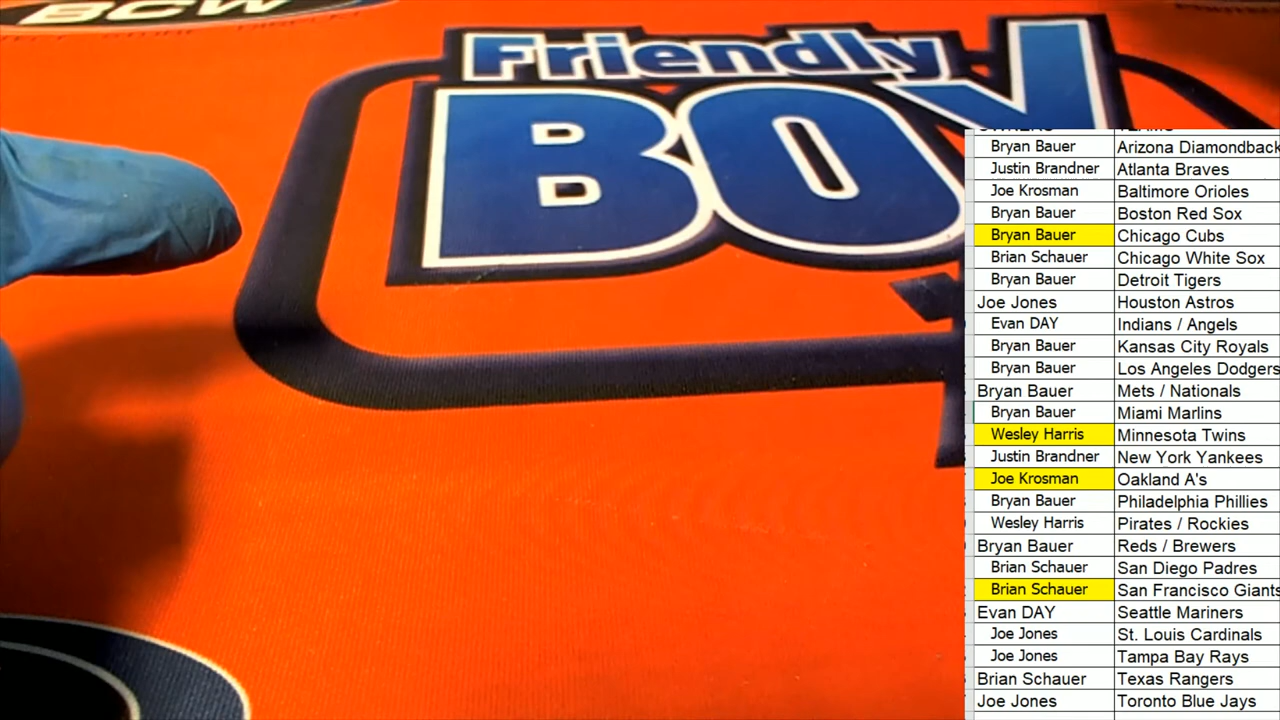 BCW
Friendly
BOY
Bryan Bauer Arizona Diamondback
Justin Brandner Atlanta Braves
Joe Krosman Baltimore Orioles
Bryan Bauer Boston Red Sox
Bryan Bauer Chicago Cubs
Brian Schauer Chicago White Sox
Bryan Bauer Detroit Tigers
Joe Jones Houston Astros
Evan DAY Indians / Angels
Bryan Bauer Kansas City Royals
Bryan Bauer Los Angeles Dodgers
Bryan Bauer Mets / Nationals
Bryan Bauer Miami Marlins
Wesley Harris Minnesota Twins
Justin Brandner New York Yankees
Joe Krosman Oakland A's
Bryan Bauer Philadelphia Phillies
Wesley Harris Pirates / Rockies
Bryan Bauer Reds / Brewers
Brian Schauer San Diego Padres
Brian Schauer San Francisco Giants
Evan DAY Seattle Mariners
Joe Jones St. Louis Cardinals
Joe Jones Tampa Bay Rays
Brian Schauer Texas Rangers
Joe Jones Toronto Blue Jays